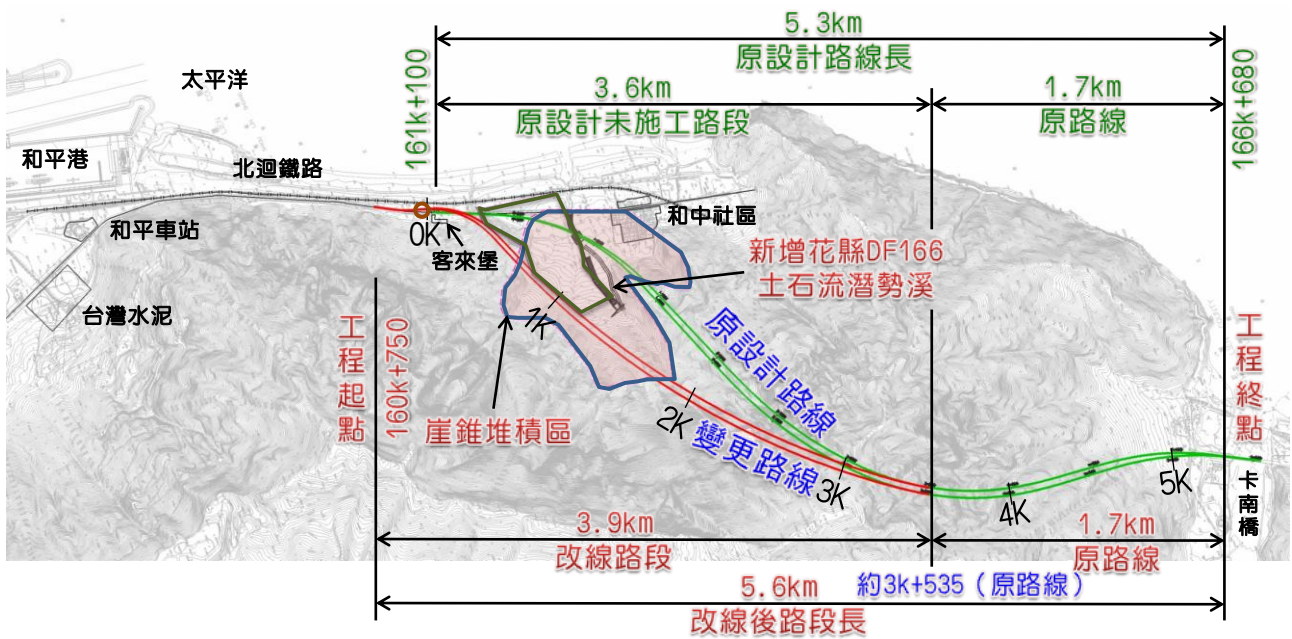 5.3km
原設計路線長
161k+100
166k+680
3.6km
原設計未施工路段
1.7km
原路線
太平洋
和平港
北迴鐵路
和平車站
台灣水泥
0K
客來堡
和中社區
新增花縣DF166
土石流潛勢溪
1K
工程起點
160k+750
崖錐堆積區
原設計路線
2K
變更路線
3K
4K
5K
工程終點
卡南橋
3.9km
改線路段
1.7km
原路線
約3k+535（原路線）
5.6km
改線後路段長